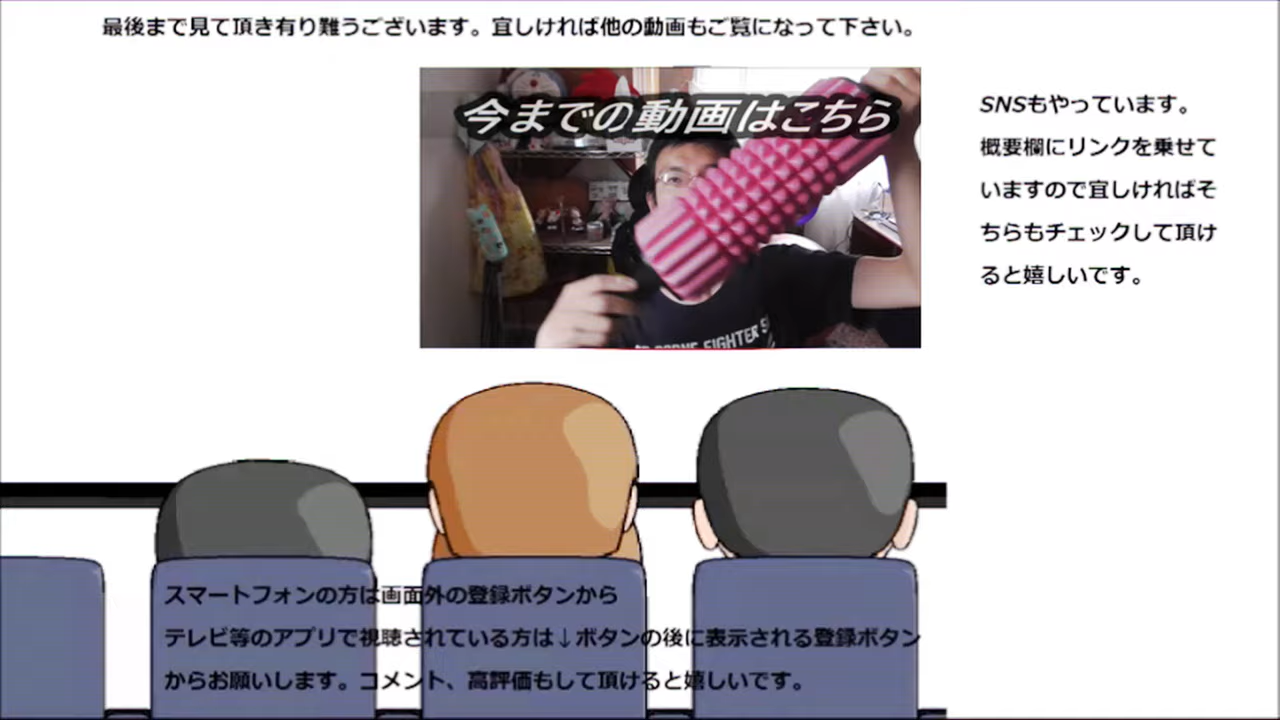 最後まで見て頂き有り難うございます。宜しければ他の動画もご覧になって下さい。
今までの動画はこちら
SNSもやっています。
概要欄にリンクを乗せて
いますので宜しければそ
ちらもチェックして頂け
ると嬉しいです。
FIGHTER
スマートフォンの方は画面外の登録ボタンから
テレビ等のアプリで視聴されている方は↓ボタンの後に表示される登録ボタン
からお願いします。コメント、高評価もして頂けると嬉しいです。